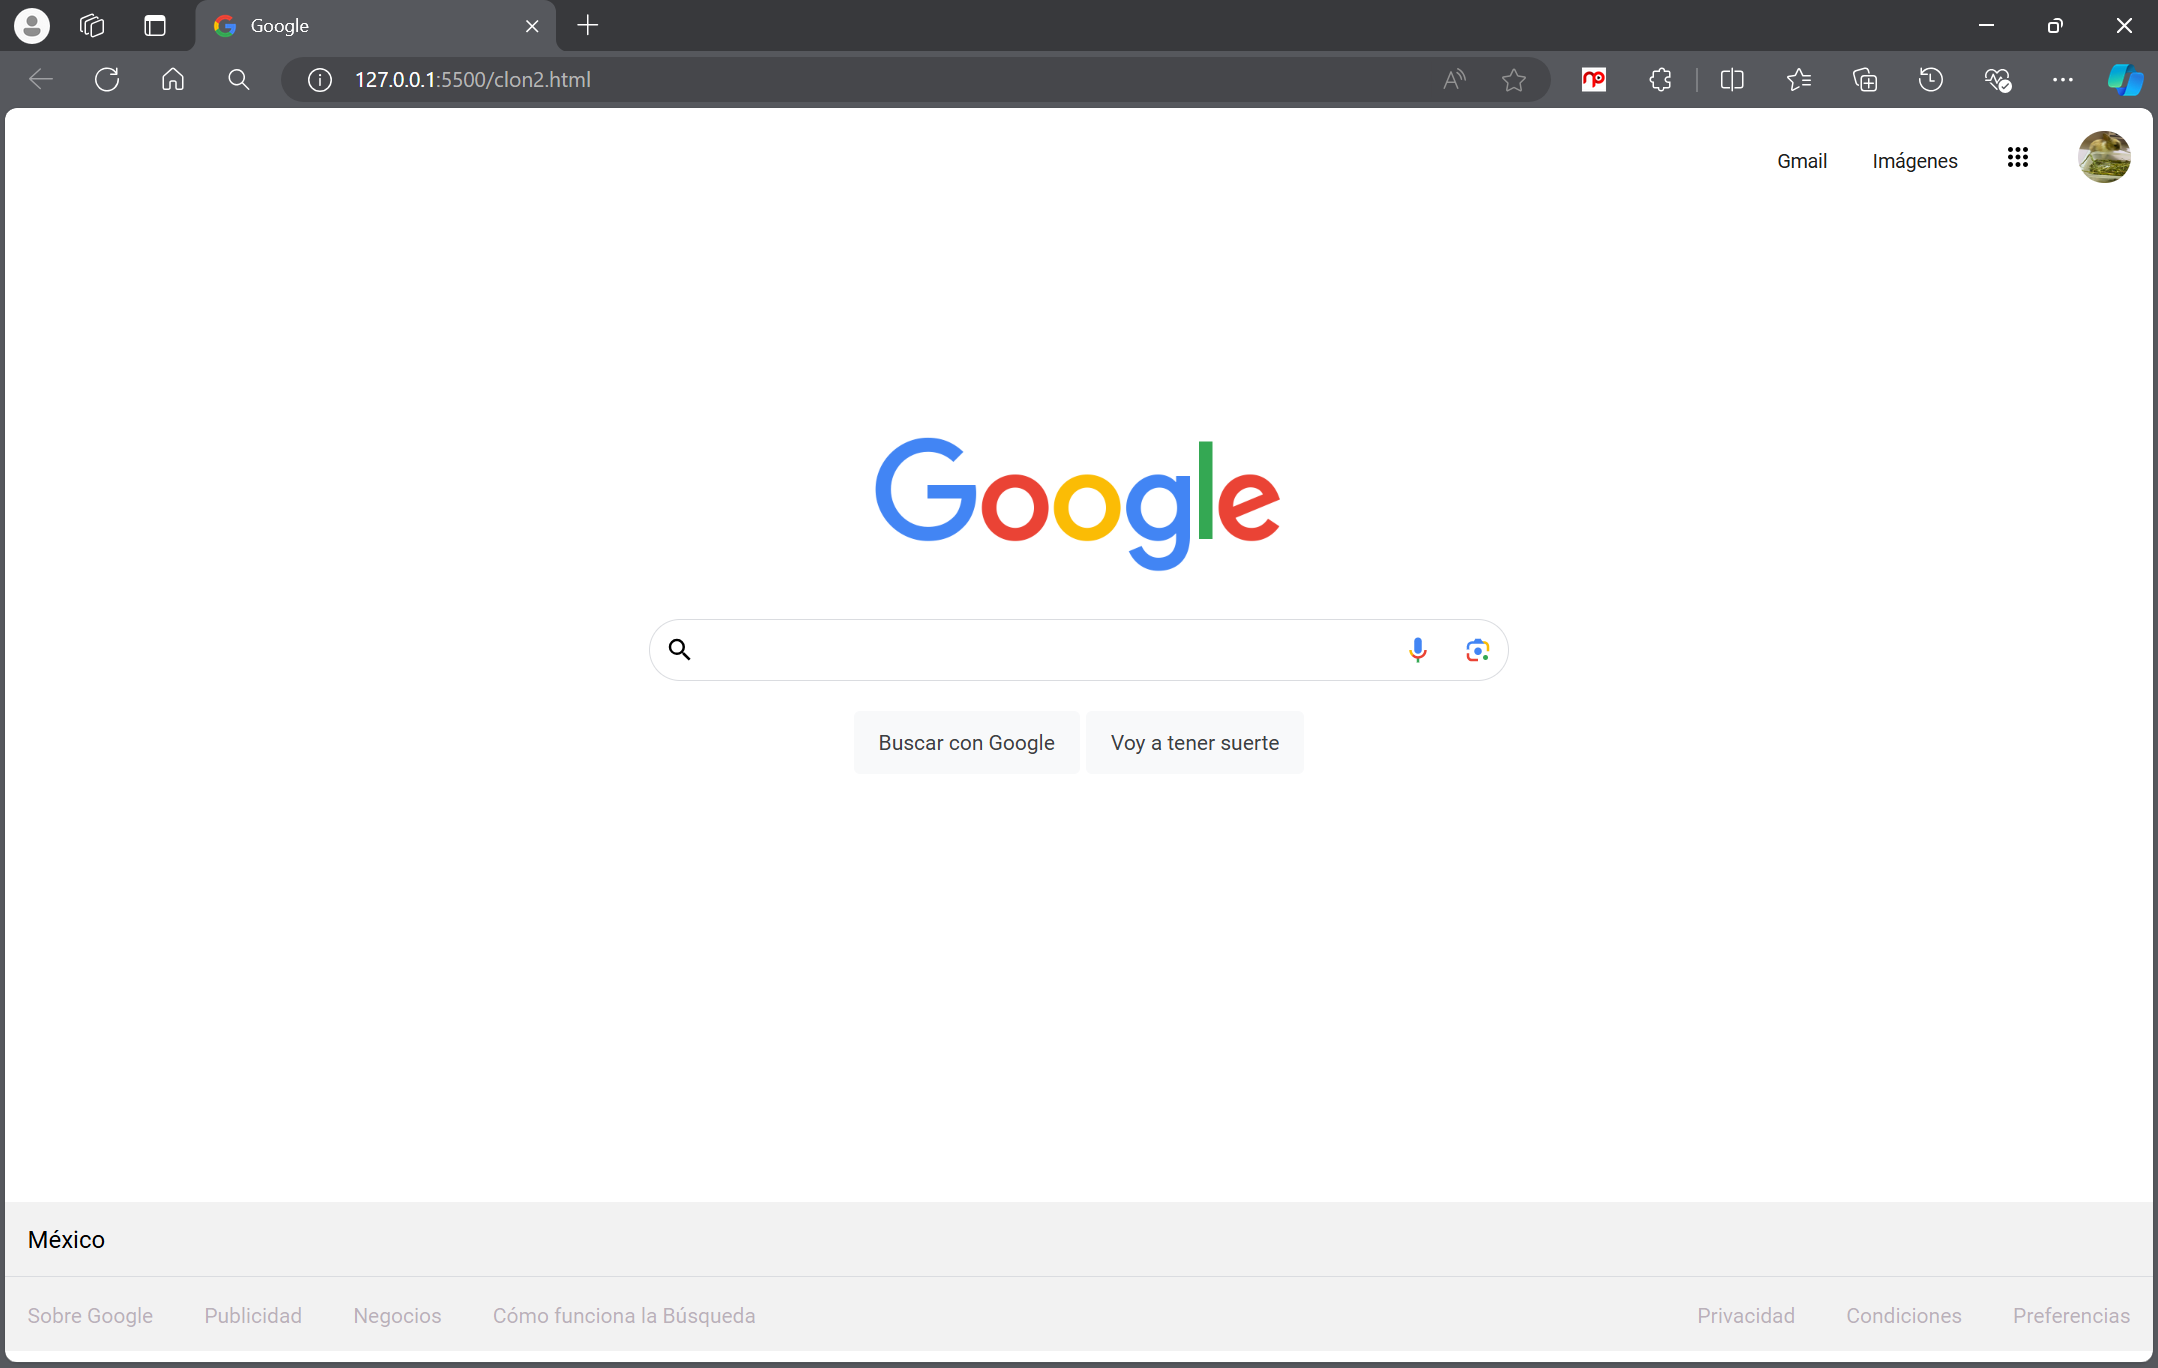 Google
127.0.0.1:5500/clon2.html
Gmail Imágenes
Google
Buscar con Google Voy a tener suerte
México
Sobre Google Publicidad Negocios Cómo funciona la Búsqueda Privacidad Condiciones Preferencias